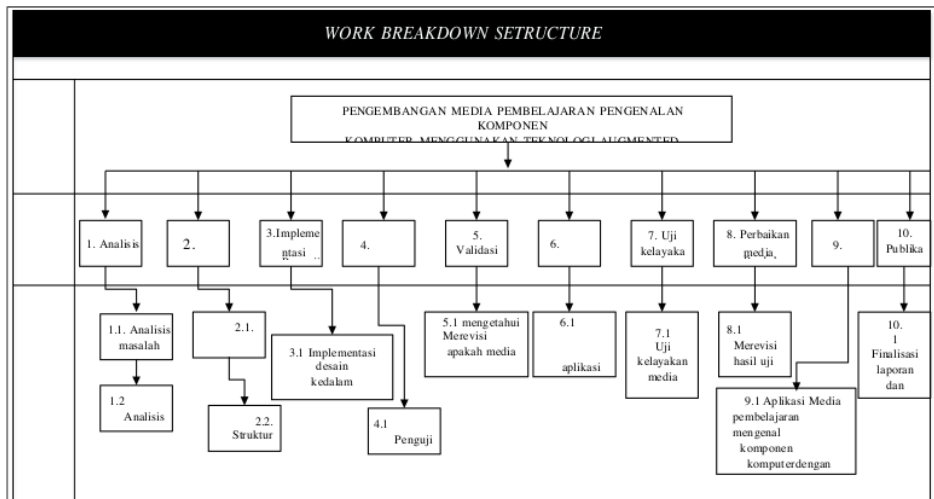 WORK BREAKDOWN SETRUCTURE
PENGEMBANGAN MEDIA PEMBELAJARAN PENGENALAN
KOMPONEN
KOMPUTER MENGGUNAKAN TEKNOLOGI AUGMENTED
1. Analisis
2.
3.Impleme
ntasi
4.
5.
Validasi
6.
7. Uji
kelayaka
8. Perbaikan
media
9.
10.
Publika
1.1. Analisis
masalah
1.2
Analisis
2.1.
2.2.
Struktur
3.1 Implementasi
desain
kedalam
4.1
Penguji
5.1 mengetahui
Merevisi
apakah media
6.1
aplikasi
7.1
Uji
kelayakan
media
8.1
Merevisi
hasil uji
9.1 Aplikasi Media
pembelajaran
mengenal
komponen
komputerdengan
10.
1
Finalisasi
laporan
dan